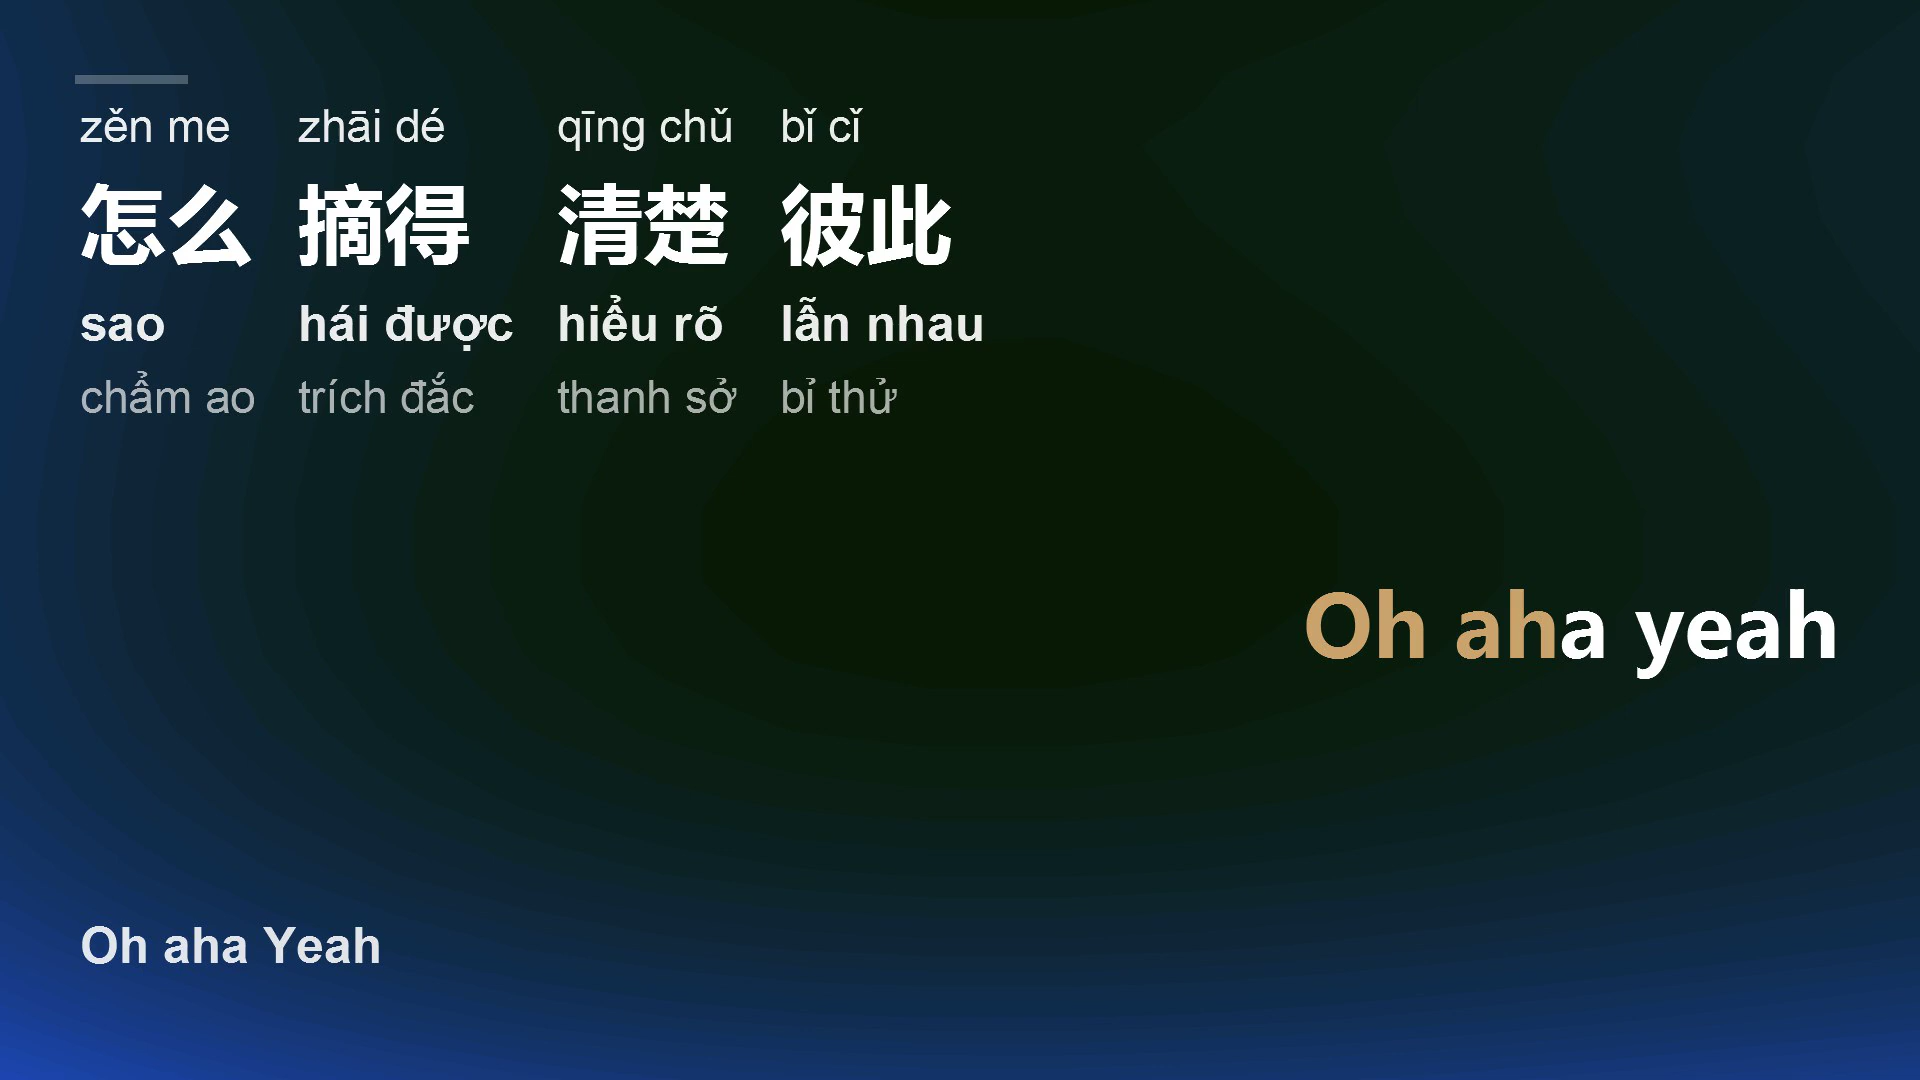 zěn me zhāi dé qīng chǔ bǐ cǐ
怎么 摘得 清楚 彼此
sao hái được hiểu rõ lẫn nhau
chẩm ao trích đắc thanh sở bỉ thử
Oh aha yeah
Oh aha Yeah